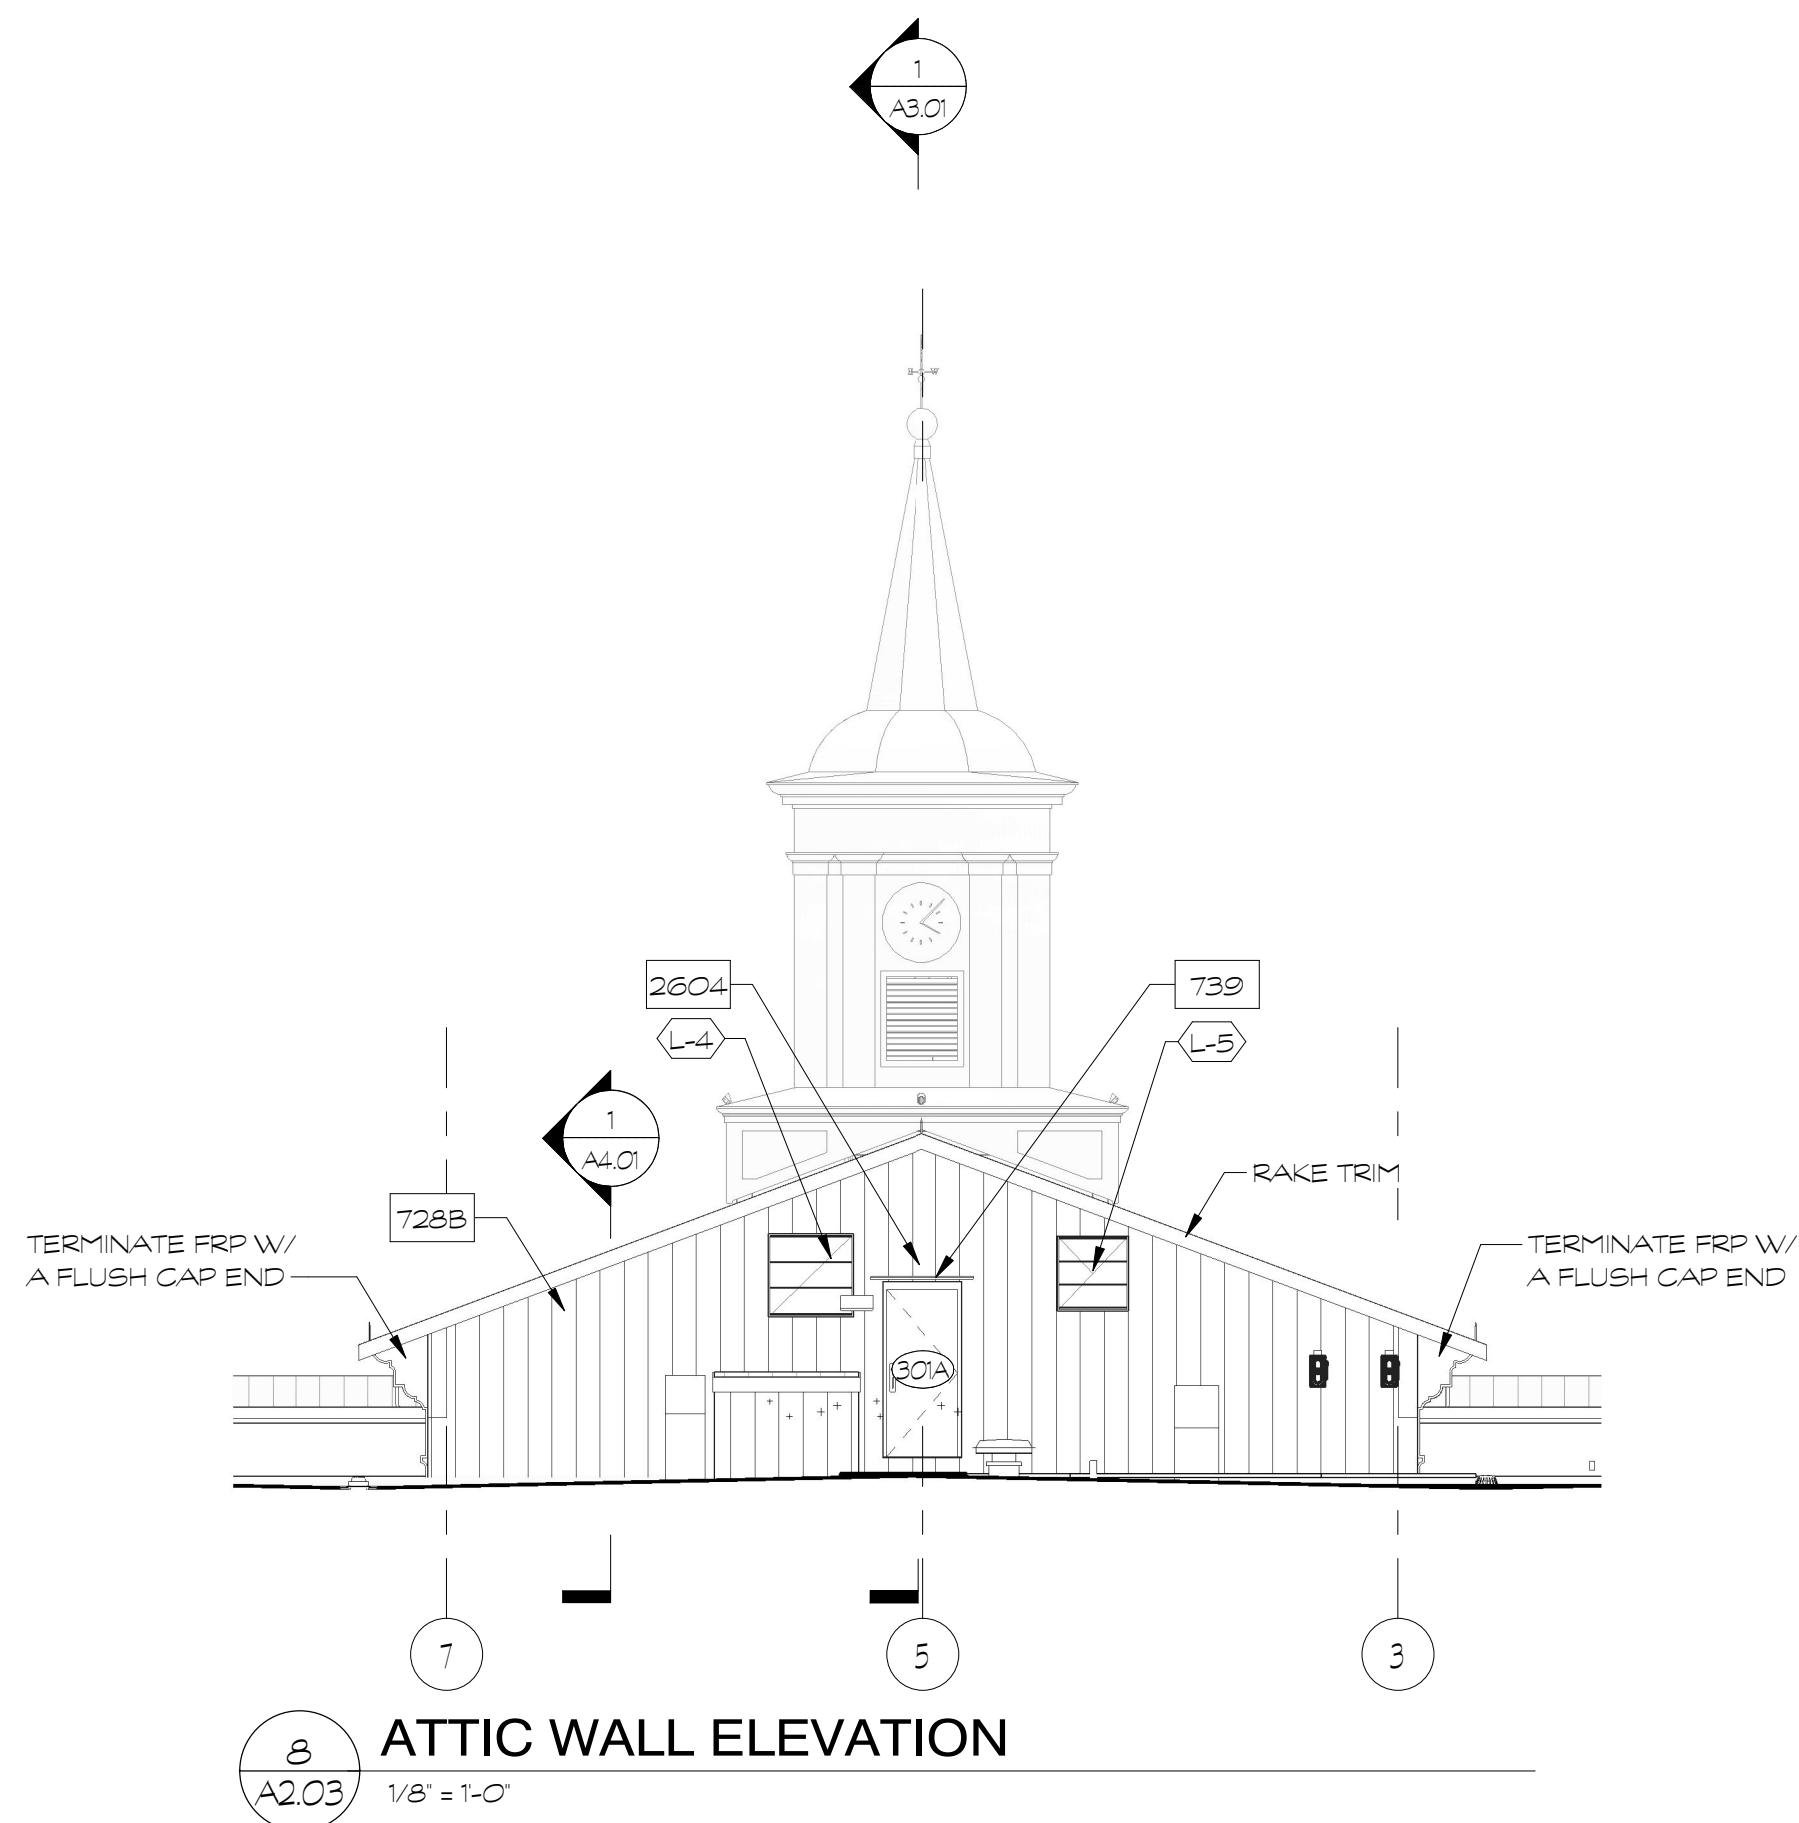 1
A3.01
E W
2604
739
L-4
L-5
1
A4.01
RAKE TRIM
728B
TERMINATE FRP W/
A FLUSH CAP END
TERMINATE FRP W/
A FLUSH CAP END
301A
7
5
3
8
A2.03
ATTIC WALL ELEVATION
1/8" = 1'-0"